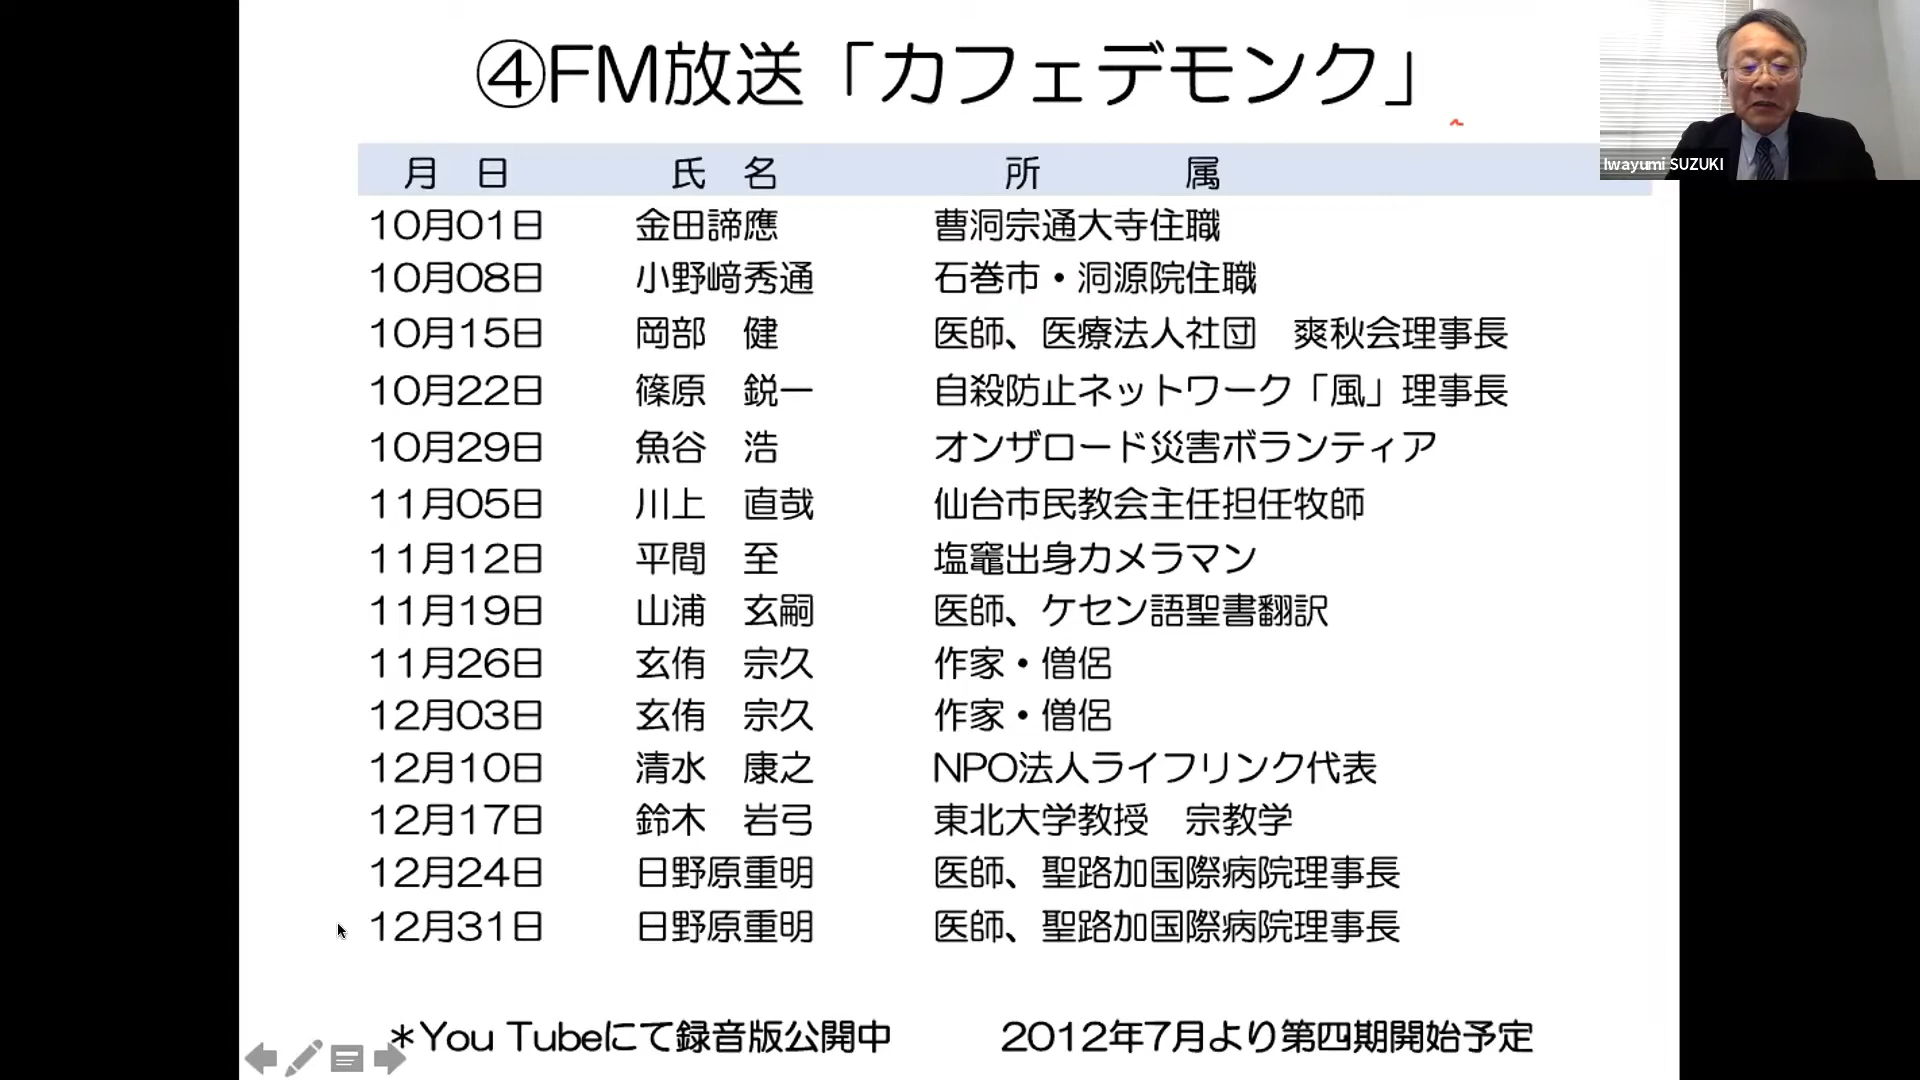 ④FM放送「カフェデモンク」
Iwayumi SUZUKI
月 日 氏 名 所 属
10月01日 金田諦應 曹洞宗通大寺住職
10月08日 小野﨑秀通 石巻市・洞源院住職
10月15日 岡部 健 医師、医療法人社団 爽秋会理事長
10月22日 篠原 鋭一 自殺防止ネットワーク「風」理事長
10月29日 魚谷 浩 オンザロード災害ボランティア
11月05日 川上 直哉 仙台市民教会主任担任牧師
11月12日 平間 至 塩竈出身カメラマン
11月19日 山浦 玄嗣 医師、ケセン語聖書翻訳
11月26日 玄侑 宗久 作家・僧侶
12月03日 玄侑 宗久 作家・僧侶
12月10日 清水 康之 NPO法人ライフリンク代表
12月17日 鈴木 岩弓 東北大学教授 宗教学
12月24日 日野原重明 医師、聖路加国際病院理事長
12月31日 日野原重明 医師、聖路加国際病院理事長
＊You Tubeにて録音版公開中 2012年7月より第四期開始予定